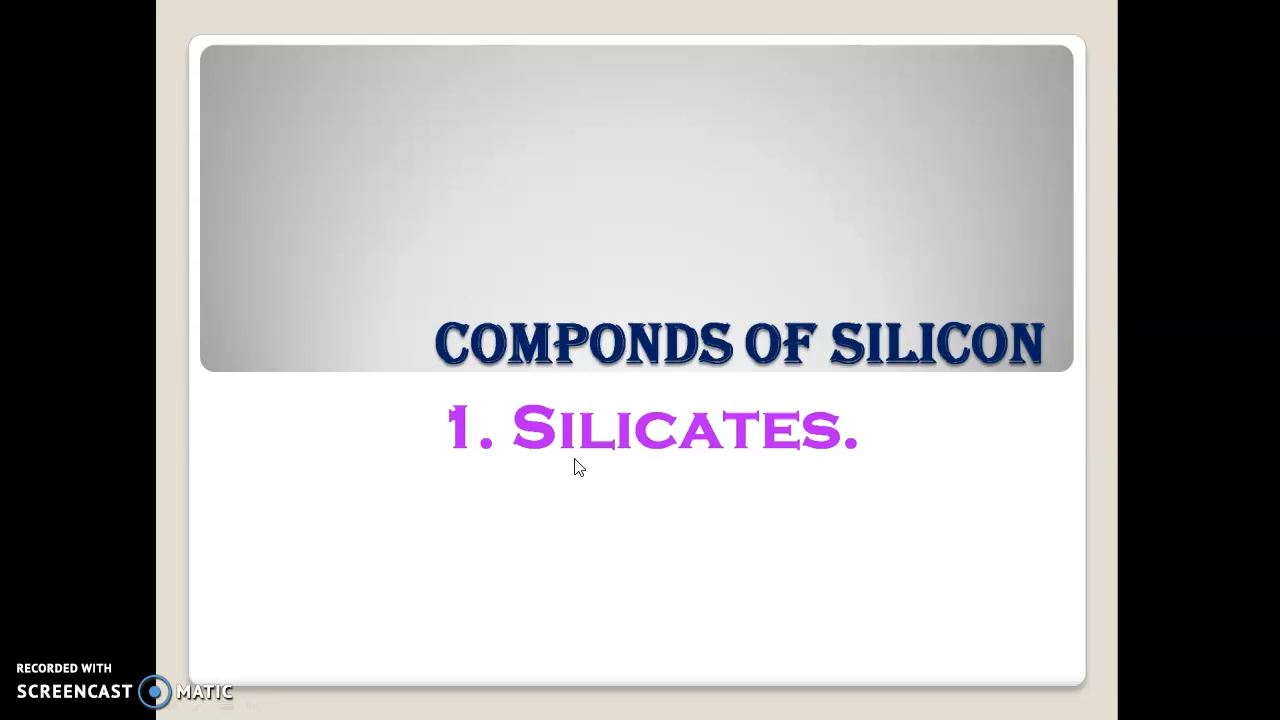 COMPONDS OF SILICON
1. SILICATES.
RECORDED WITH
SCREENCAST MATIC